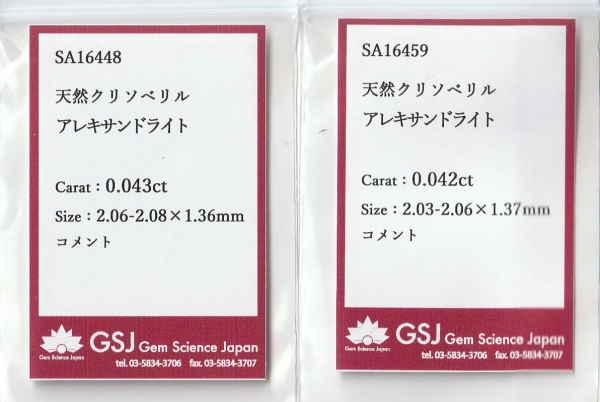 SA16448
天然クリソベリル
アレキサンドライト
Carat：0.043ct
Size：2.06-2.08×1.36mm
コメント
Gem Science Japan
GSJ Gem Science Japan
tel. 03-5834-3706 fax. 03-5834-3707
SA16459
天然クリソベリル
アレキサンドライト
Carat：0.042ct
Size：2.03-2.06×1.37mm
コメント
Gem Science Japan
GSJ Gem Science Japan
tel. 03-5834-3706 fax. 03-5834-3707